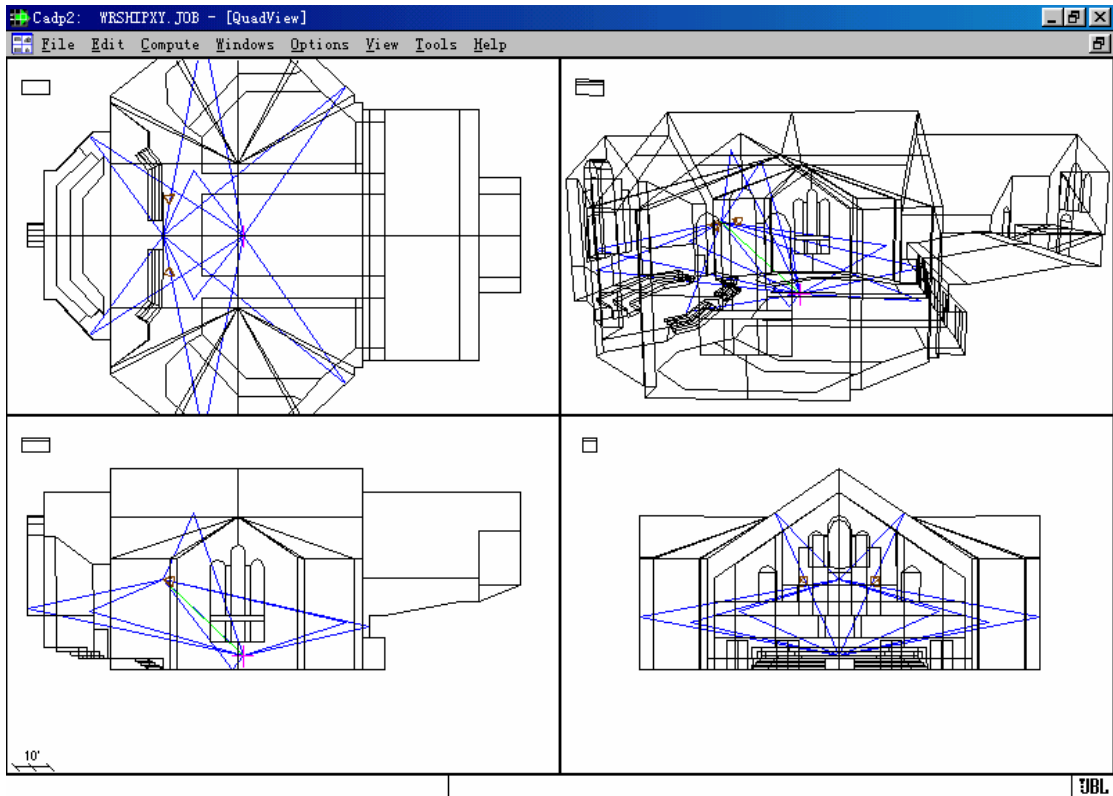 Cadp2: WRSHIPXY.JOB - [QuadView]
File Edit Compute Windows Options View Tools Help
10'
JBL